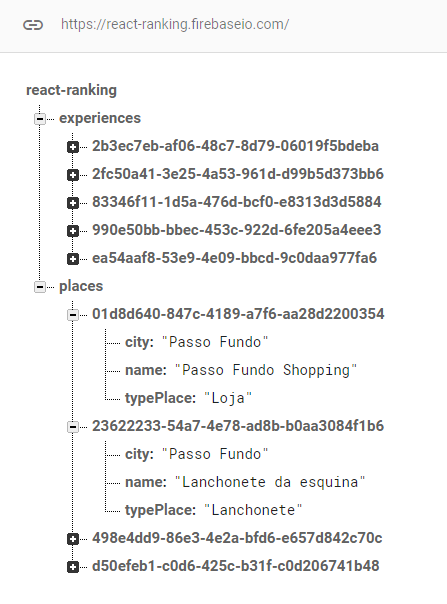 https://react-ranking.firebaseio.com/
react-ranking
experiences
2b3ec7eb-af06-48c7-8d79-06019f5bdeba
2fc50a41-3e25-4a53-961d-d99b5d373bb6
83346f11-1d5a-476d-bcf0-e8313d3d5884
990e50bb-bbec-453c-922d-6fe205a4eee3
ea54aaf8-53e9-4e09-bbcd-9c0daa977fa6
places
01d8d640-847c-4189-a7f6-aa28d2200354
city: "Passo Fundo"
name: "Passo Fundo Shopping"
typePlace: "Loja"
23622233-54a7-4e78-ad8b-b0aa3084f1b6
city: "Passo Fundo"
name: "Lanchonete da esquina"
typePlace: "Lanchonete"
498e4dd9-86e3-4e2a-bfd6-e657d842c70c
d50efeb1-c0d6-425c-b31f-c0d206741b48